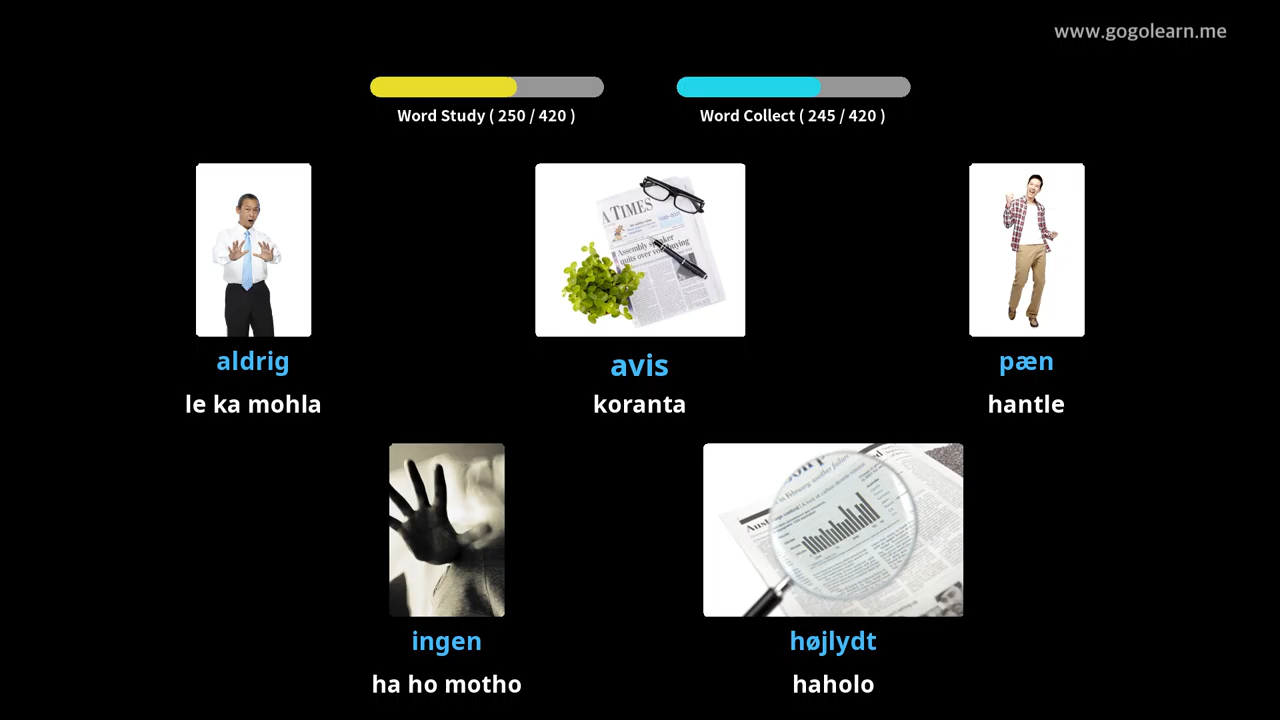 www.gogolearn.me
Word Study ( 250 / 420 )
Word Collect ( 245 / 420 )
A TIMES
aldrig
avis
pæn
le ka mohla
koranta
hantle
ingen
højlydt
ha ho motho
haholo